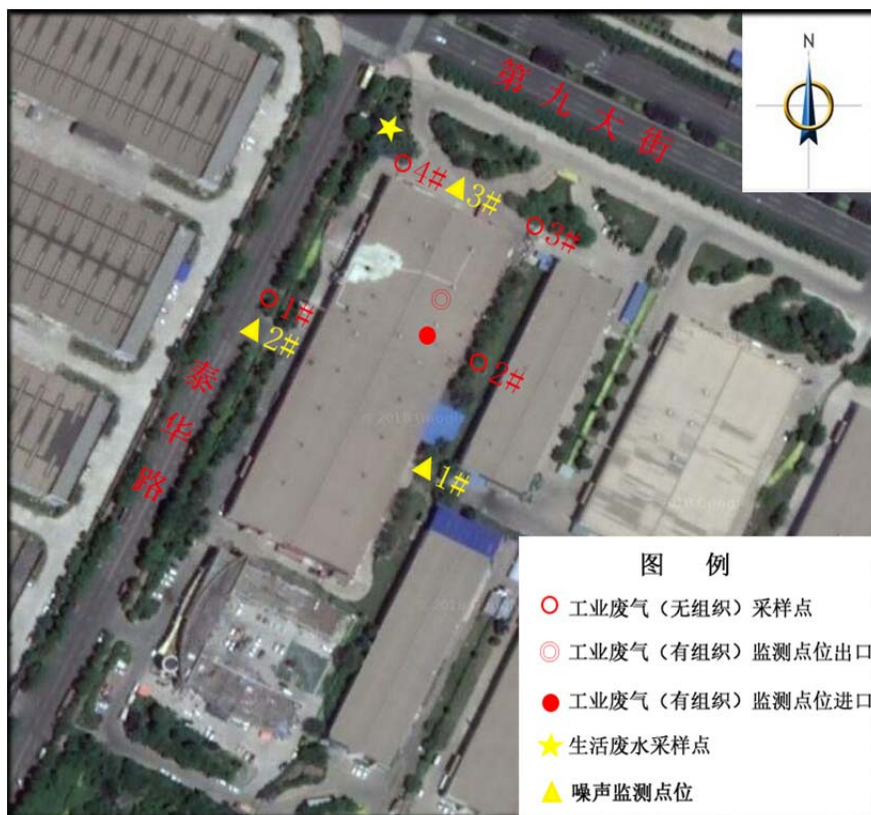 N
第九大街
4#
3#
3#
1#
2#
2#
泰华路
1#
© 2018 Google
图 例
工业废气（无组织）采样点
工业废气（有组织）监测点位出口
工业废气（有组织）监测点位进口
生活废水采样点
噪声监测点位